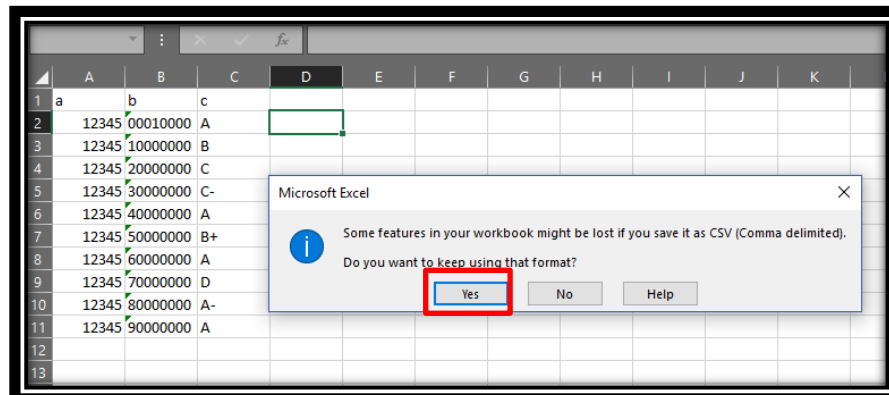 fx
A B C D E F G H I J K
1 a b c
2 12345 00010000 A
3 12345 10000000 B
4 12345 20000000 C
5 12345 30000000 C-
6 12345 40000000 A
7 12345 50000000 B+
8 12345 60000000 A
9 12345 70000000 D
10 12345 80000000 A-
11 12345 90000000 A
12
13
Microsoft Excel
Some features in your workbook might be lost if you save it as CSV (Comma delimited).
Do you want to keep using that format?
Yes No Help